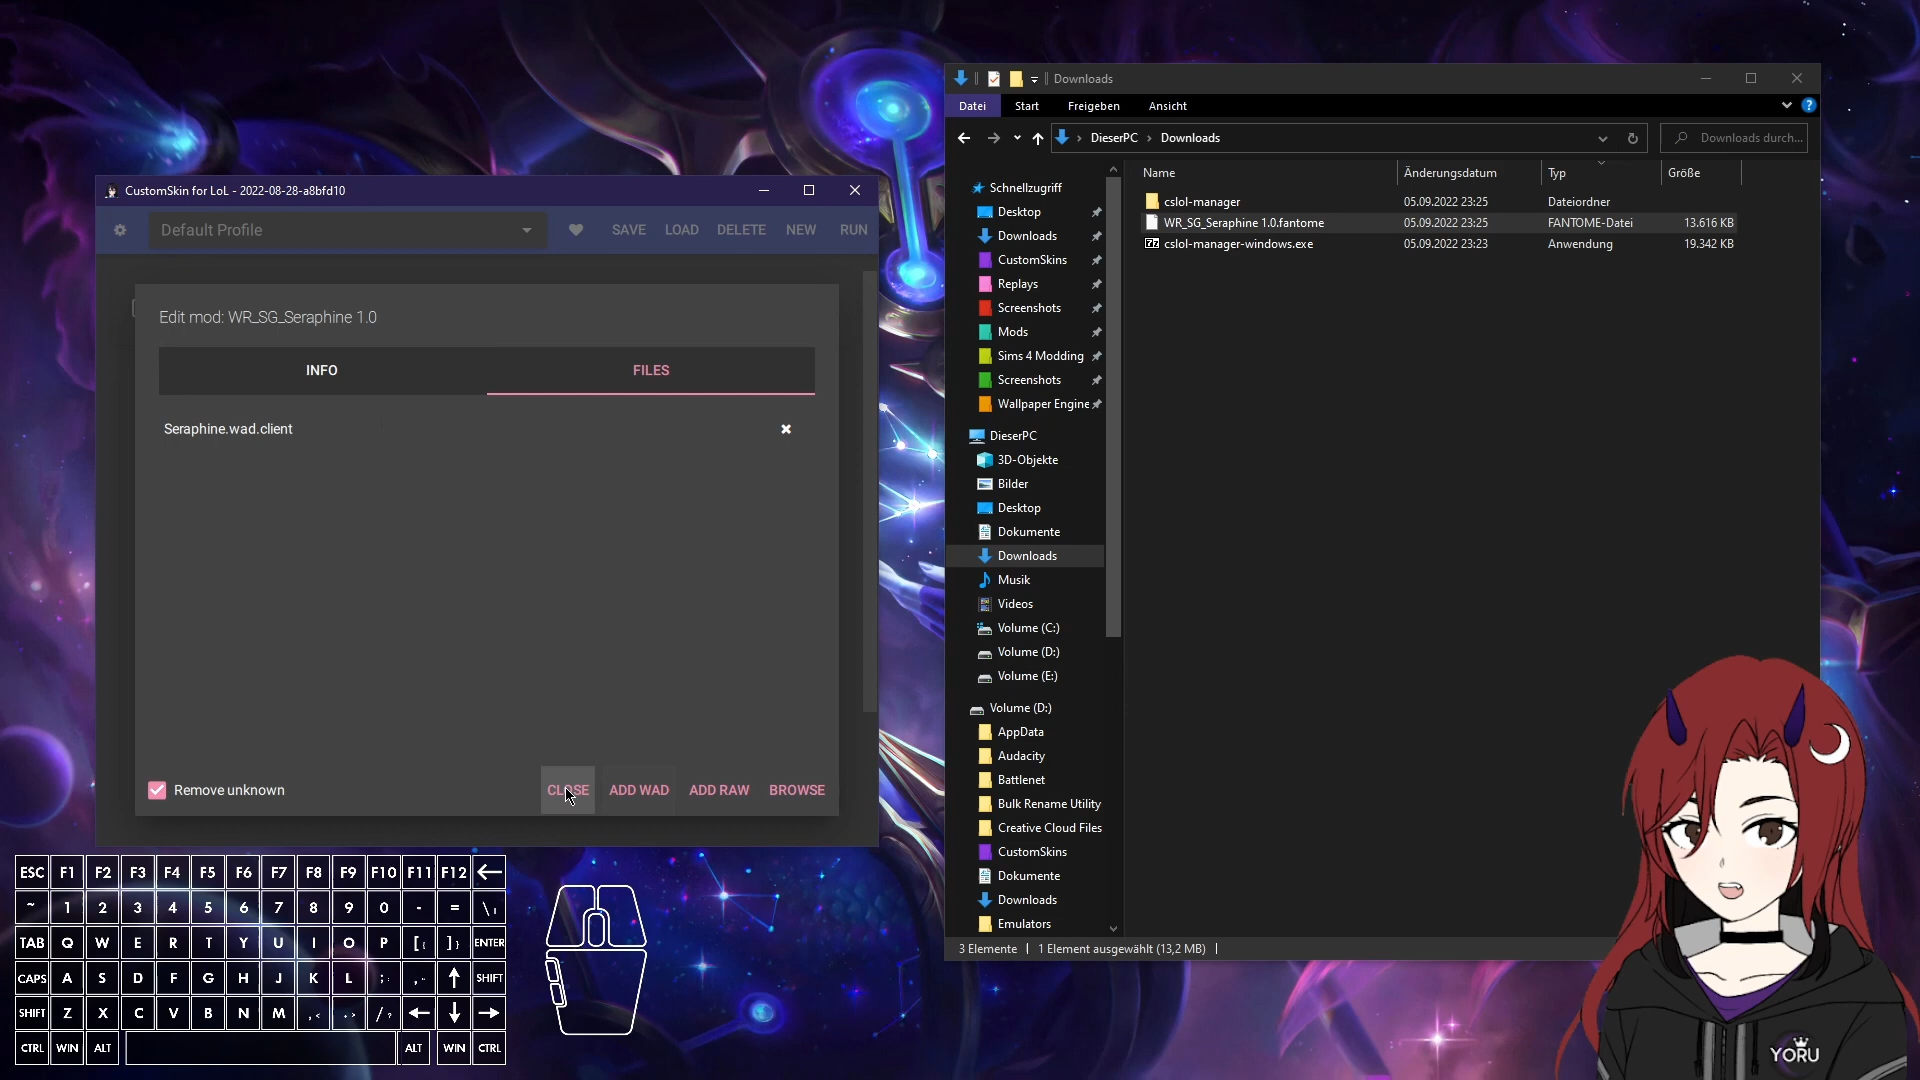 CustomSkin for LoL - 2022-08-28-a8bfd10
Default Profile
SAVE LOAD DELETE NEW RUN
Edit mod: WR_SG_Seraphine 1.0
INFO FILES
Seraphine.wad.client
Remove unknown
CLOSE ADD WAD ADD RAW BROWSE
Downloads
Datei Start Freigeben Ansicht
DieserPC › Downloads
Downloads durch...
Name Änderungsdatum Typ Größe
cslol-manager 05.09.2022 23:25 Dateiordner
WR_SG_Seraphine 1.0.fantome 05.09.2022 23:25 FANTOME-Datei 13.616 KB
cslol-manager-windows.exe 05.09.2022 23:23 Anwendung 19.342 KB
Schnellzugriff
Desktop
Downloads
CustomSkins
Replays
Screenshots
Mods
Sims 4 Modding
Screenshots
Wallpaper Engine
DieserPC
3D-Objekte
Bilder
Desktop
Dokumente
Downloads
Musik
Videos
Volume (C:)
Volume (D:)
Volume (E:)
Volume (D:)
AppData
Audacity
Battlenet
Bulk Rename Utility
Creative Cloud Files
CustomSkins
Dokumente
Downloads
Emulators
3 Elemente 1 Element ausgewählt (13,2 MB)
ESC F1 F2 F3 F4 F5 F6 F7 F8 F9 F10 F11 F12 ←
~ 1 2 3 4 5 6 7 8 9 0 - = \¦
TAB Q W E R T Y U I O P [{ ]} ENTER
CAPS A S D F G H J K L ;: ,. ↑ SHIFT
SHIFT Z X C V B N M ,< .> /? ← ↓ →
CTRL WIN ALT ALT WIN CTRL
YORU